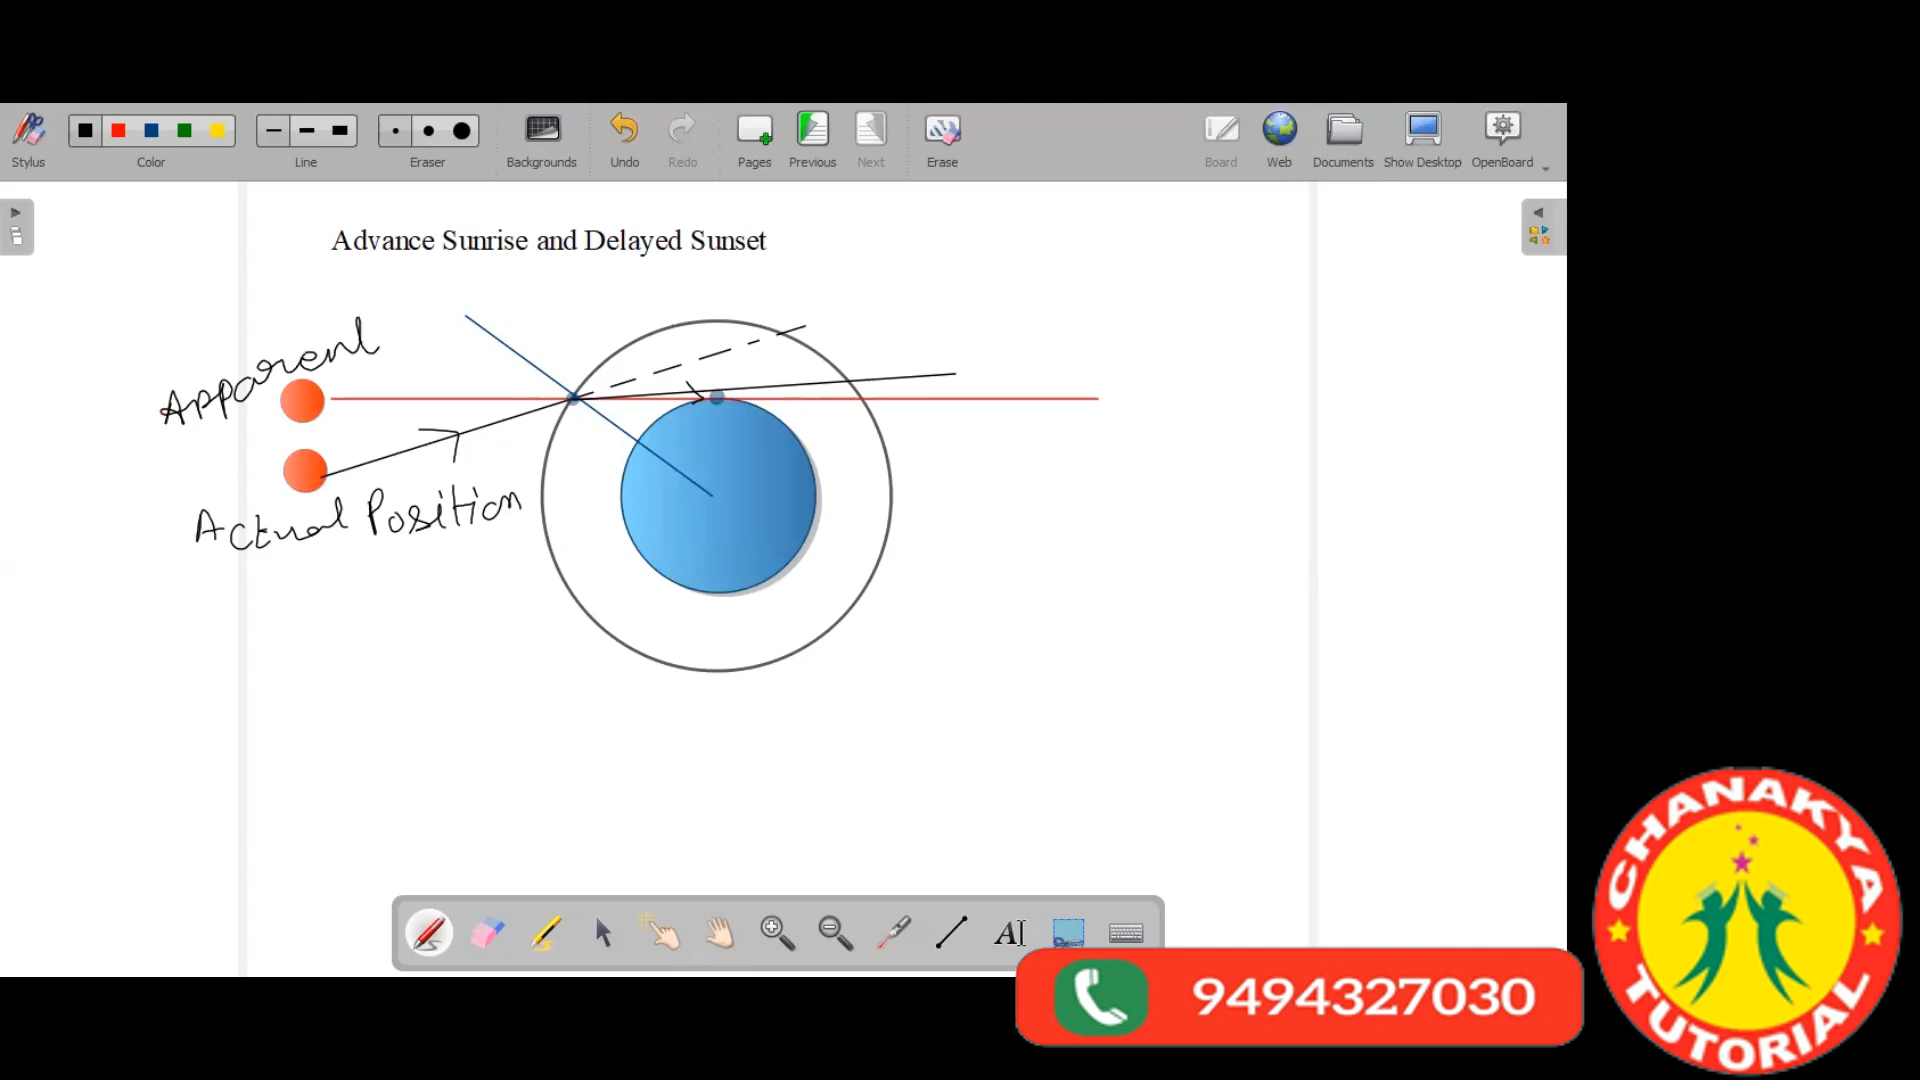 Stylus
Color
Line
Eraser
Backgrounds
Undo
Redo
Pages
Previous
Next
Erase
Board
Web
Documents
Show Desktop
OpenBoard
Advance Sunrise and Delayed Sunset
Apparent
Actual Position
AI
9494327030
CHANAKYA
TUTORIAL